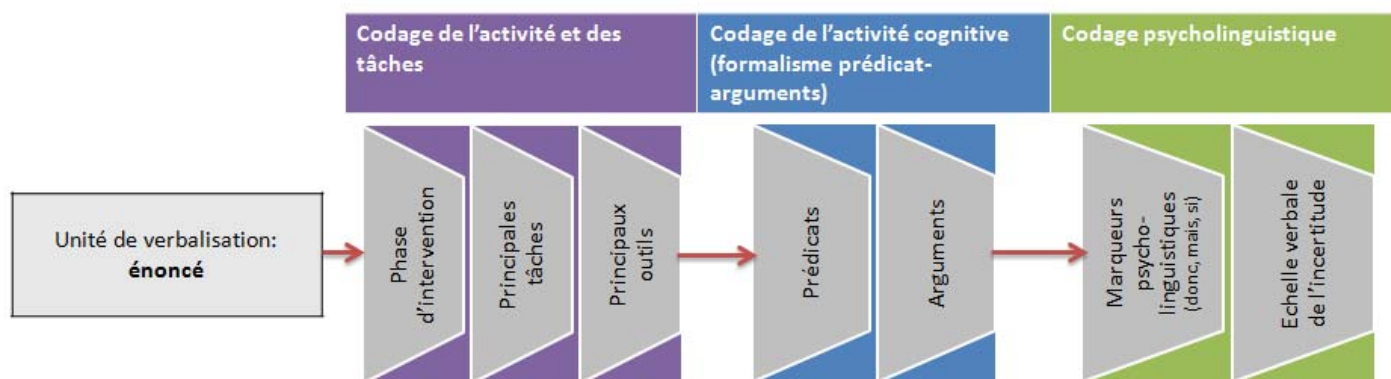 Codage de l'activité et des
tâches
Codage de l'activité cognitive
(formalisme prédicat-
arguments)
Codage psycholinguistique
Unité de verbalisation:
énoncé
Phase
d'intervention
Principales
tâches
Principaux
outils
Prédicats
Arguments
Marqueurs
psycho-
linguistiques
(donc, mais, si)
Echelle verbale
de l'incertitude